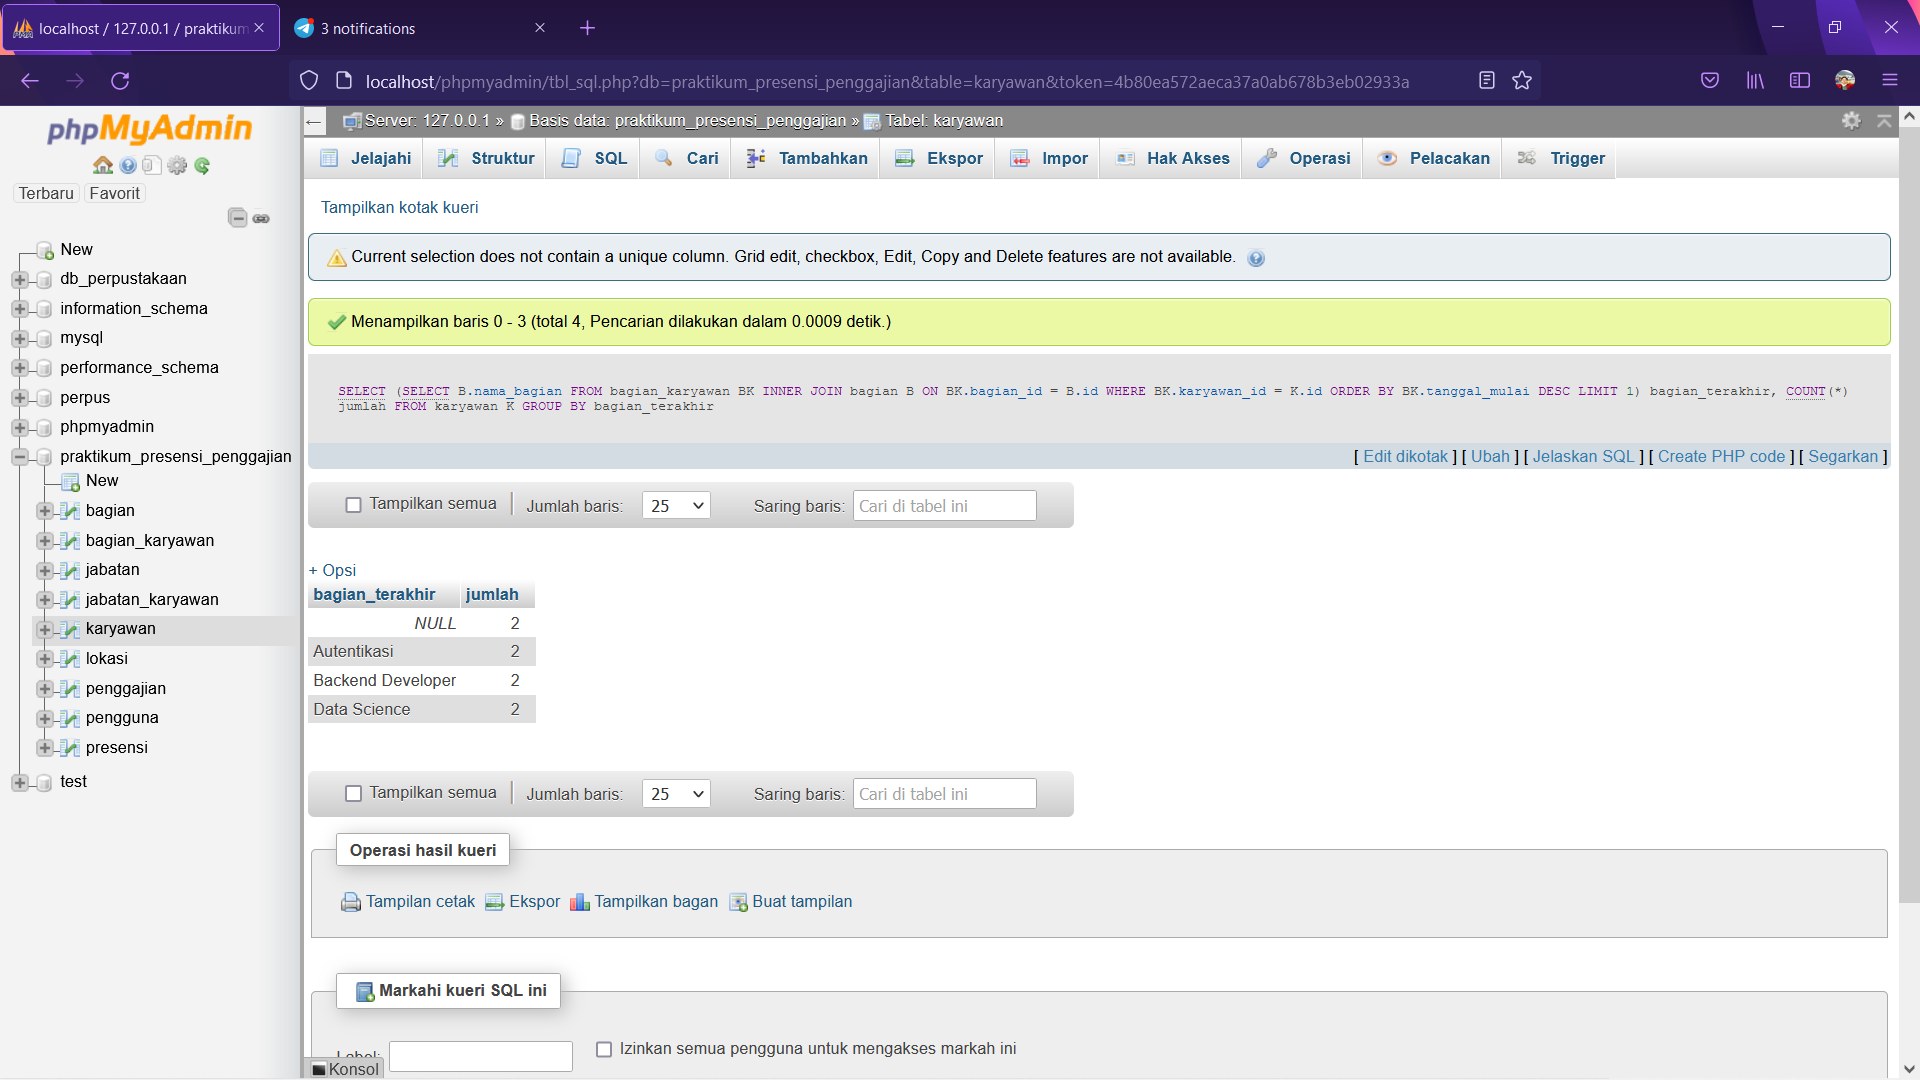 localhost / 127.0.0.1 / praktikum
3 notifications
localhost/phpmyadmin/tbl_sql.php?db=praktikum_presensi_penggajian&table=karyawan&token=4b80ea572aeca37a0ab678b3eb02933a
phpMyAdmin
Terbaru Favorit
New
db_perpustakaan
information_schema
mysql
performance_schema
perpus
phpmyadmin
praktikum_presensi_penggajian
New
bagian
bagian_karyawan
jabatan
jabatan_karyawan
karyawan
lokasi
penggajian
pengguna
presensi
test
Server: 127.0.0.1 » Basis data: praktikum_presensi_penggajian » Tabel: karyawan
Jelajahi Struktur SQL Cari Tambahkan Ekspor Impor Hak Akses Operasi Pelacakan Trigger
Tampilkan kotak kueri
Current selection does not contain a unique column. Grid edit, checkbox, Edit, Copy and Delete features are not available.
Menampilkan baris 0 - 3 (total 4, Pencarian dilakukan dalam 0.0009 detik.)
SELECT (SELECT B.nama_bagian FROM bagian_karyawan BK INNER JOIN bagian B ON BK.bagian_id = B.id WHERE BK.karyawan_id = K.id ORDER BY BK.tanggal_mulai DESC LIMIT 1) bagian_terakhir, COUNT(*)
jumlah FROM karyawan K GROUP BY bagian_terakhir
[ Edit dikotak ] [ Ubah ] [ Jelaskan SQL ] [ Create PHP code ] [ Segarkan ]
Tampilkan semua Jumlah baris: 25 Saring baris: Cari di tabel ini
+ Opsi
bagian_terakhir jumlah
NULL 2
Autentikasi 2
Backend Developer 2
Data Science 2
Tampilkan semua Jumlah baris: 25 Saring baris: Cari di tabel ini
Operasi hasil kueri
Tampilan cetak Ekspor Tampilkan bagan Buat tampilan
Markahi kueri SQL ini
Label: Izinkan semua pengguna untuk mengakses markah ini
Konsol